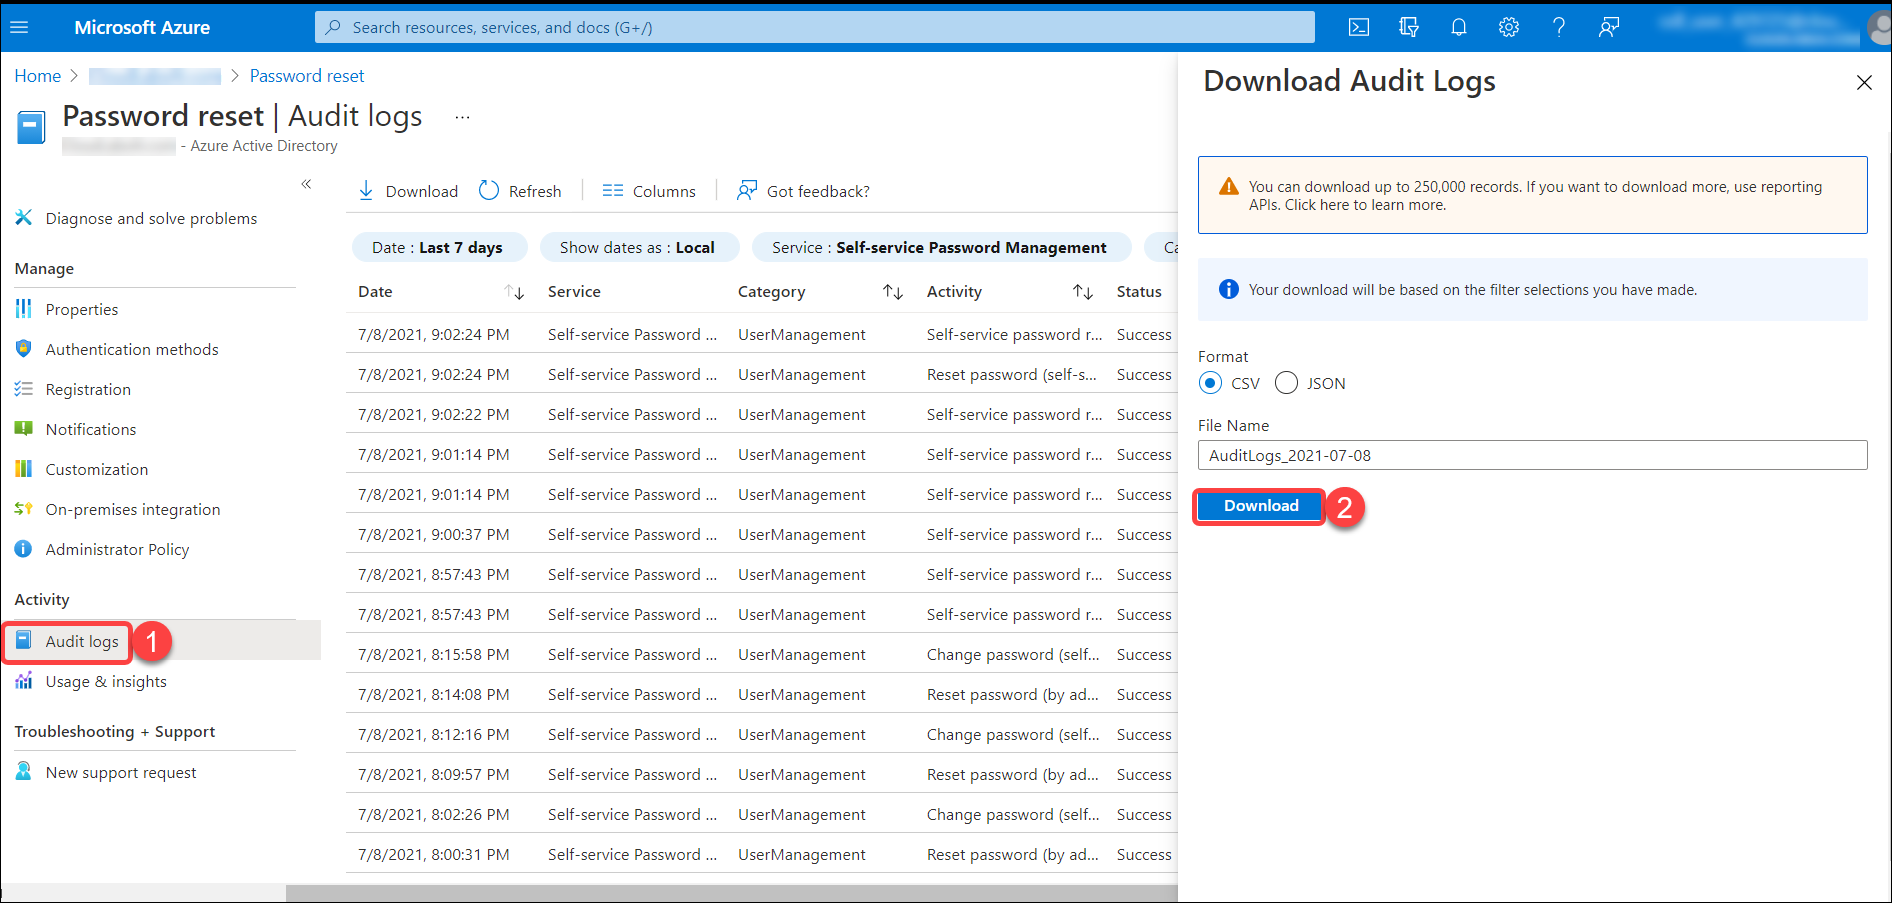 Microsoft Azure
Search resources, services, and docs (G+/)
Home > > Password reset
Password reset | Audit logs ...
- Azure Active Directory
«
Diagnose and solve problems
Manage
Properties
Authentication methods
Registration
Notifications
Customization
On-premises integration
Administrator Policy
Activity
Audit logs 1
Usage & insights
Troubleshooting + Support
New support request
Download Refresh Columns Got feedback?
Date : Last 7 days Show dates as : Local Service : Self-service Password Management Ca
Date Service Category Activity Status
7/8/2021, 9:02:24 PM Self-service Password ... UserManagement Self-service password r... Success
7/8/2021, 9:02:24 PM Self-service Password ... UserManagement Reset password (self-s... Success
7/8/2021, 9:02:22 PM Self-service Password ... UserManagement Self-service password r... Success
7/8/2021, 9:01:14 PM Self-service Password ... UserManagement Self-service password r... Success
7/8/2021, 9:01:14 PM Self-service Password ... UserManagement Self-service password r... Success
7/8/2021, 9:00:37 PM Self-service Password ... UserManagement Self-service password r... Success
7/8/2021, 8:57:43 PM Self-service Password ... UserManagement Self-service password r... Success
7/8/2021, 8:57:43 PM Self-service Password ... UserManagement Self-service password r... Success
7/8/2021, 8:15:58 PM Self-service Password ... UserManagement Change password (self... Success
7/8/2021, 8:14:08 PM Self-service Password ... UserManagement Reset password (by ad... Success
7/8/2021, 8:12:16 PM Self-service Password ... UserManagement Change password (self... Success
7/8/2021, 8:09:57 PM Self-service Password ... UserManagement Reset password (by ad... Success
7/8/2021, 8:02:26 PM Self-service Password ... UserManagement Change password (self... Success
7/8/2021, 8:00:31 PM Self-service Password ... UserManagement Reset password (by ad... Success
Download Audit Logs
You can download up to 250,000 records. If you want to download more, use reporting
APIs. Click here to learn more.
Your download will be based on the filter selections you have made.
Format
CSV JSON
File Name
AuditLogs_2021-07-08
Download 2